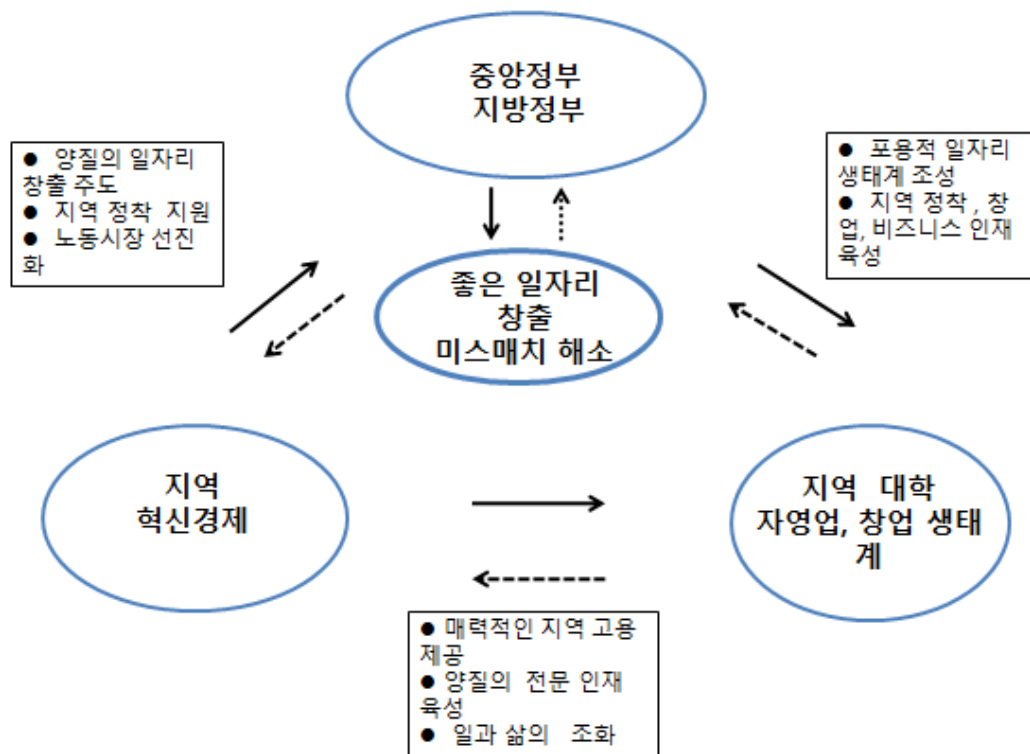 중앙정부
지방정부
● 양질의 일자리
창출 주도
● 지역 정착 지원
● 노동시장 선진
화
● 포용적 일자리
생태계 조성
● 지역 정착 , 창
업, 비즈니스 인재
육성
좋은 일자리
창출
미스매치 해소
지역
혁신경제
지역 대학
자영업, 창업 생태
계
● 매력적인 지역 고용
제공
● 양질의 전문 인재
육성
● 일과 삶의 조화